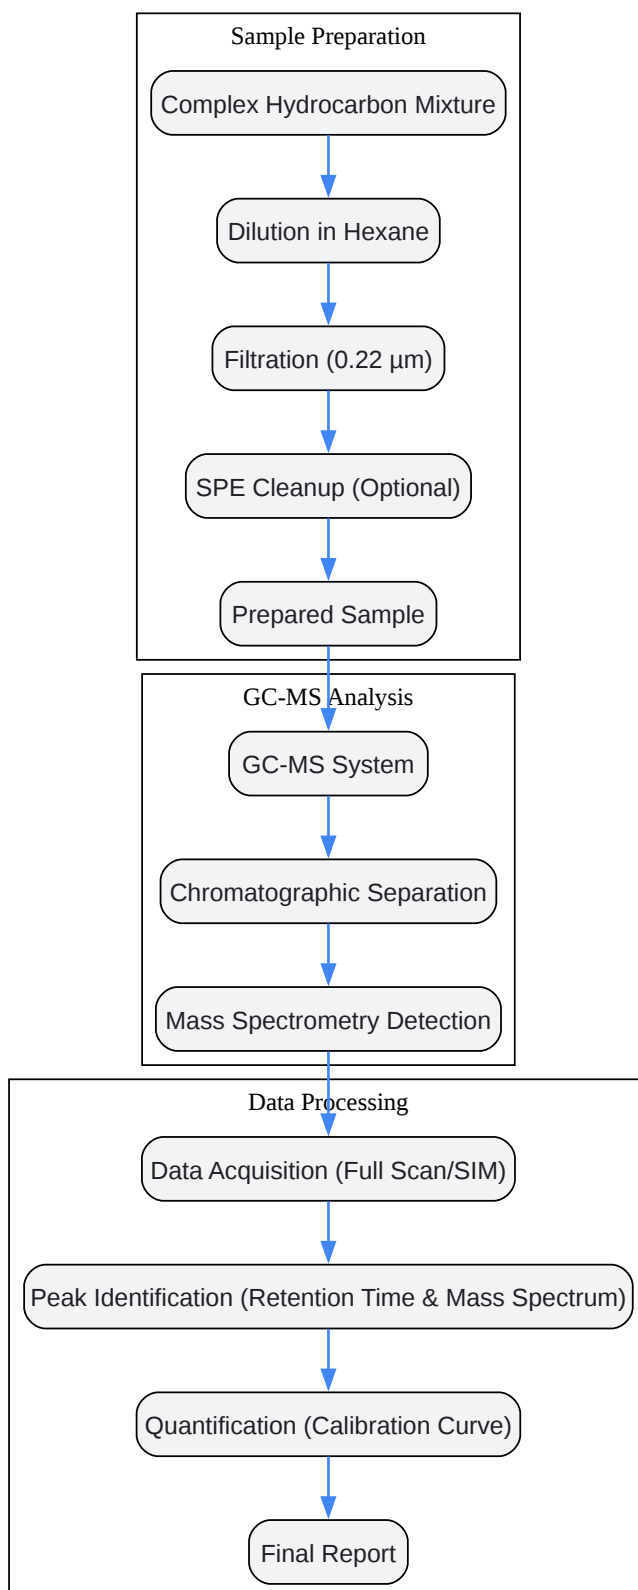 Sample Preparation
Complex Hydrocarbon Mixture
Dilution in Hexane
Filtration (0.22 µm)
SPE Cleanup (Optional)
Prepared Sample
GC-MS Analysis
GC-MS System
Chromatographic Separation
Mass Spectrometry Detection
Data Processing
Data Acquisition (Full Scan/SIM)
Peak Identification (Retention Time & Mass Spectrum)
Quantification (Calibration Curve)
Final Report